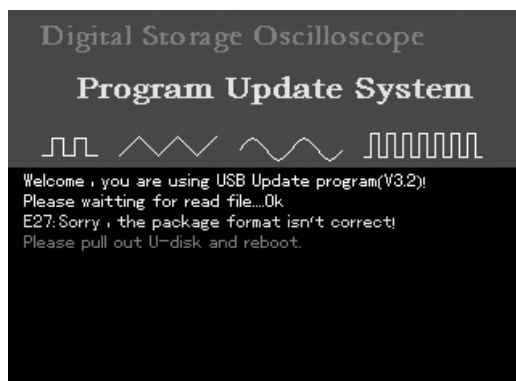 Digital Storage Oscilloscope
Program Update System
Welcome , you are using USB Update program(V3.2)!
Please waitting for read file....Ok
E27: Sorry , the package format isn't correct!
Please pull out U-disk and reboot.